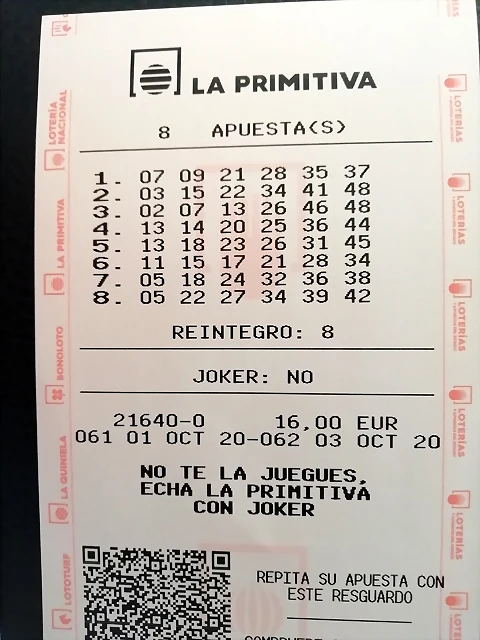 LA PRIMITIVA
8 APUESTA(S)
1. 07 09 21 28 35 37
2. 03 15 22 34 41 48
3. 02 07 13 26 46 48
4. 13 14 20 25 36 44
5. 13 18 23 26 31 45
6. 11 15 17 21 28 34
7. 05 18 24 32 36 38
8. 05 22 27 34 39 42
REINTEGRO: 8
JOKER: NO
21640-0 16,00 EUR
061 01 OCT 20-062 03 OCT 20
NO TE LA JUEGUES,
ECHA LA PRIMITIVA
CON JOKER
REPITA SU APUESTA CON
ESTE RESGUARDO
LOTERÍA
NACIONAL
LA PRIMITIVA
BONOLOTO
LA QUINIELA
LOTOTURF
LOTERÍAS
LOTERÍAS
LOTERÍAS
LOTERÍAS
LOTERÍAS